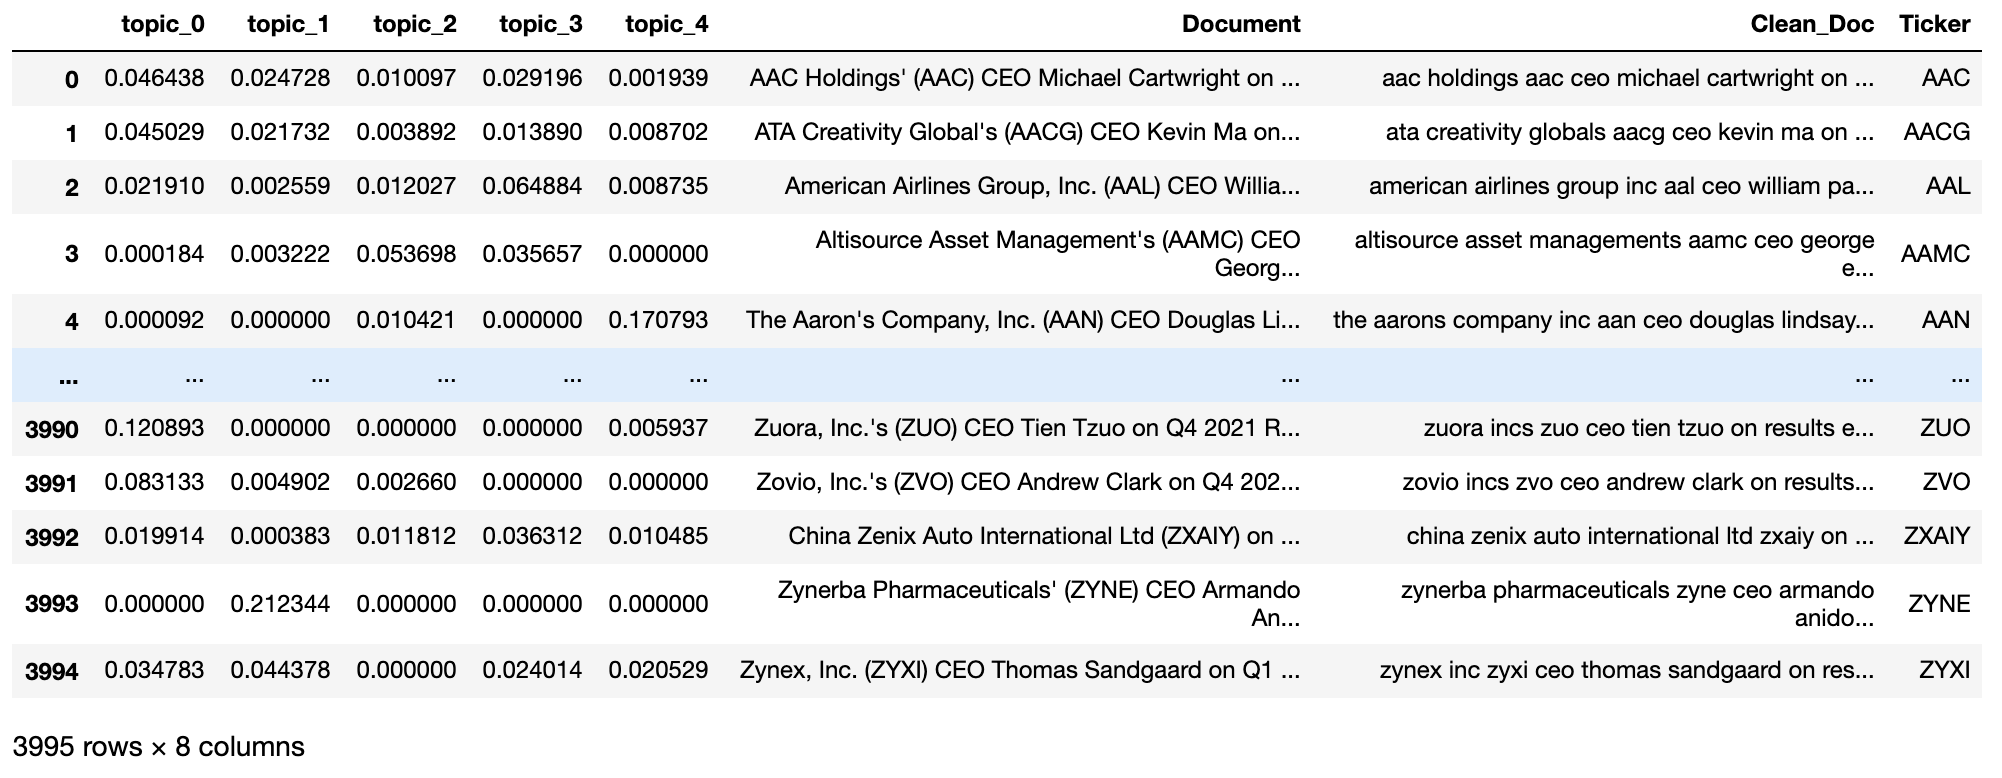 topic_0 topic_1 topic_2 topic_3 topic_4 Document Clean_Doc Ticker
0 0.046438 0.024728 0.010097 0.029196 0.001939 AAC Holdings' (AAC) CEO Michael Cartwright on ... aac holdings aac ceo michael cartwright on ... AAC
1 0.045029 0.021732 0.003892 0.013890 0.008702 ATA Creativity Global's (AACG) CEO Kevin Ma on... ata creativity globals aacg ceo kevin ma on ... AACG
2 0.021910 0.002559 0.012027 0.064884 0.008735 American Airlines Group, Inc. (AAL) CEO Willia... american airlines group inc aal ceo william pa... AAL
3 0.000184 0.003222 0.053698 0.035657 0.000000 Altisource Asset Management's (AAMC) CEO altisource asset managements aamc ceo george AAMC
Georg... e...
4 0.000092 0.000000 0.010421 0.000000 0.170793 The Aaron's Company, Inc. (AAN) CEO Douglas Li... the aarons company inc aan ceo douglas lindsay... AAN
... ... ... ... ... ... ... ... ...
3990 0.120893 0.000000 0.000000 0.000000 0.005937 Zuora, Inc.'s (ZUO) CEO Tien Tzuo on Q4 2021 R... zuora incs zuo ceo tien tzuo on results e... ZUO
3991 0.083133 0.004902 0.002660 0.000000 0.000000 Zovio, Inc.'s (ZVO) CEO Andrew Clark on Q4 202... zovio incs zvo ceo andrew clark on results... ZVO
3992 0.019914 0.000383 0.011812 0.036312 0.010485 China Zenix Auto International Ltd (ZXAIY) on ... china zenix auto international ltd zxaiy on ... ZXAIY
3993 0.000000 0.212344 0.000000 0.000000 0.000000 Zynerba Pharmaceuticals' (ZYNE) CEO Armando zynerba pharmaceuticals zyne ceo armando ZYNE
An... anido...
3994 0.034783 0.044378 0.000000 0.024014 0.020529 Zynex, Inc. (ZYXI) CEO Thomas Sandgaard on Q1 ... zynex inc zyxi ceo thomas sandgaard on res... ZYXI
3995 rows × 8 columns